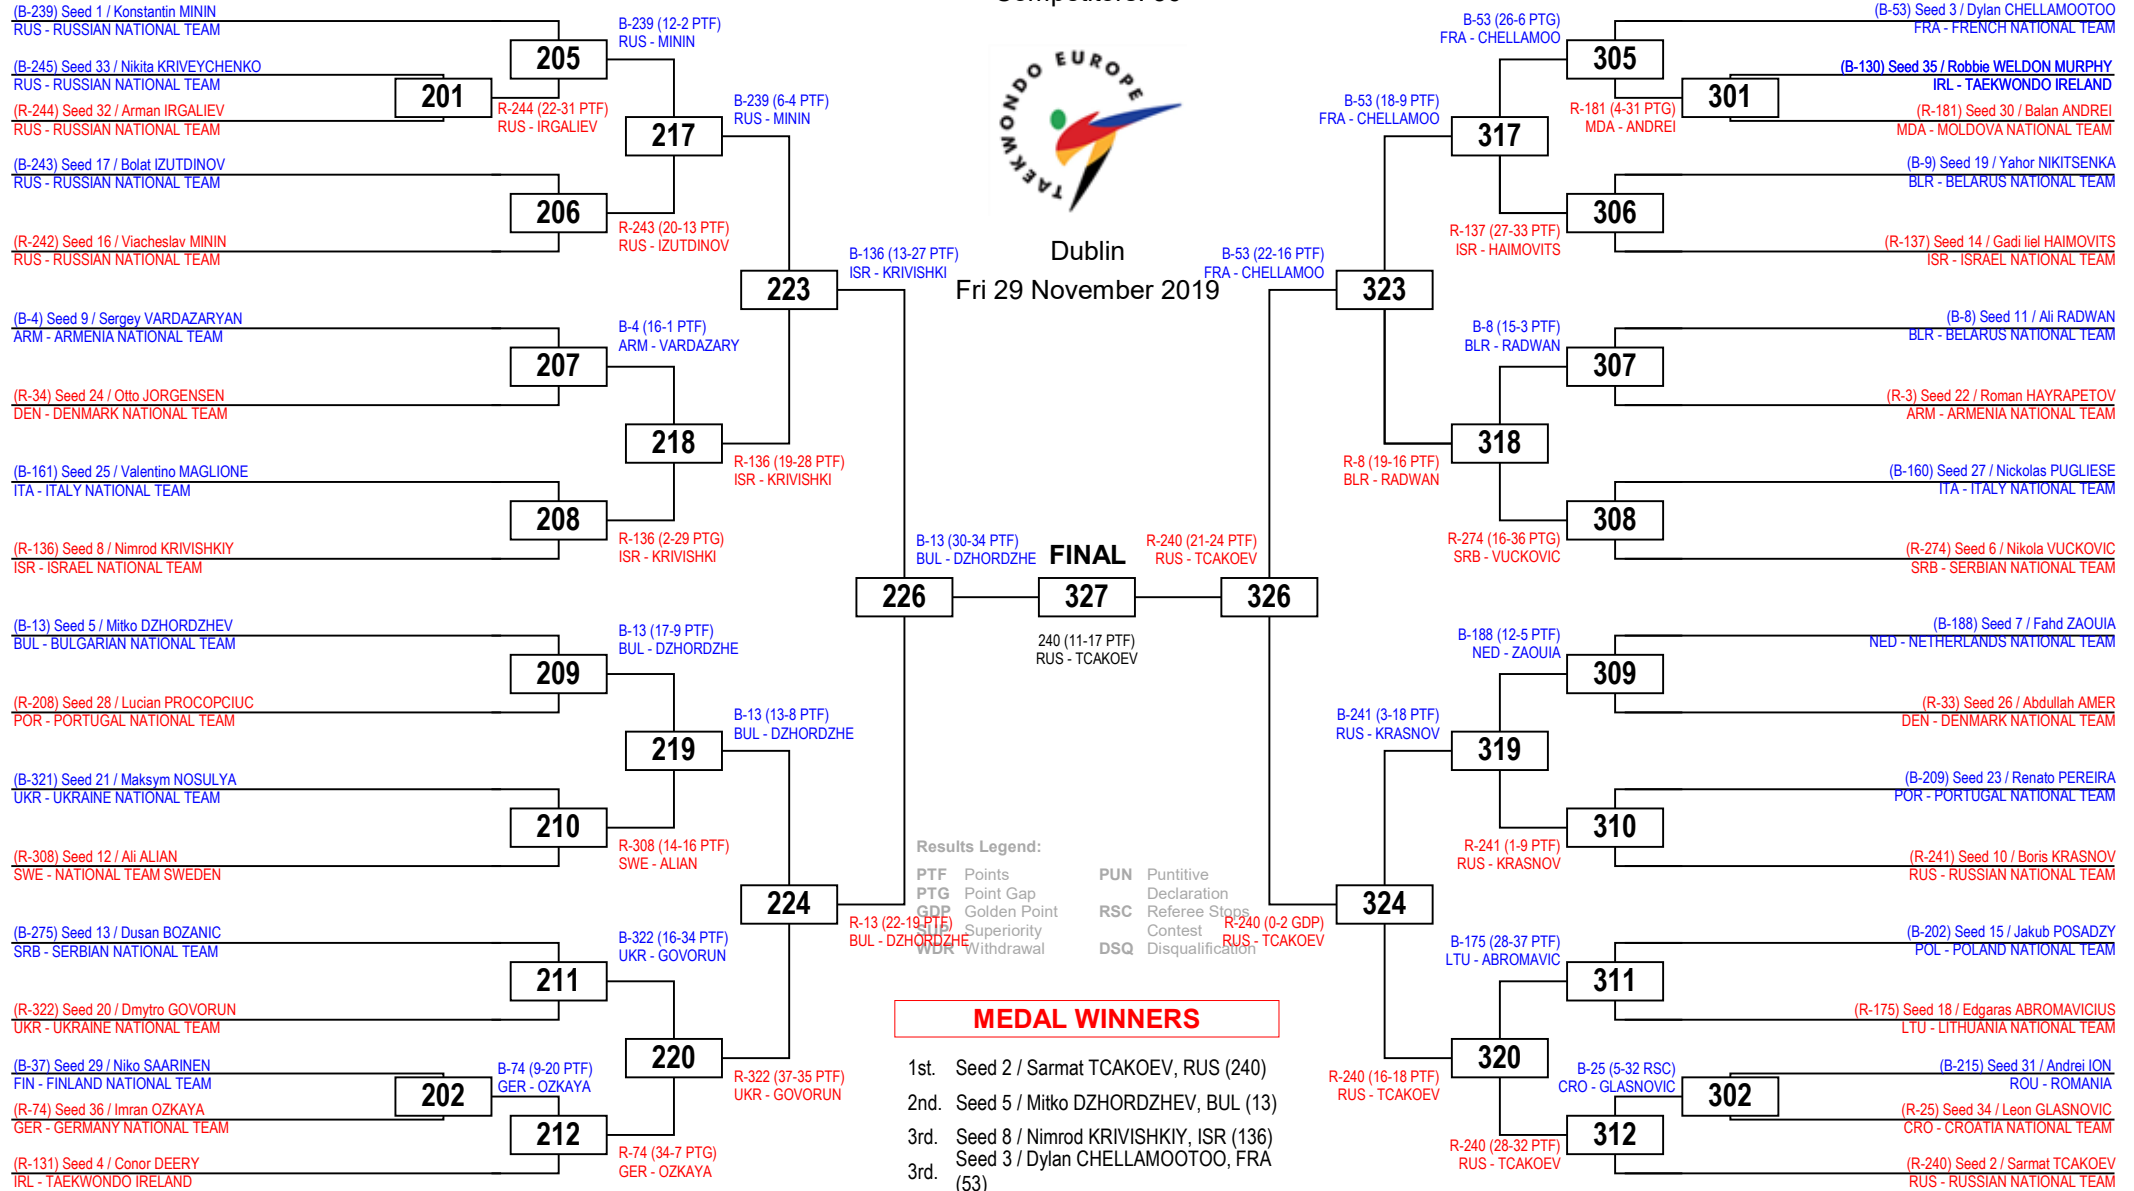 (B-239) Seed 1 / Konstantin MININ
RUS - RUSSIAN NATIONAL TEAM
(B-245) Seed 33 / Nikita KRIVEYCHENKO
RUS - RUSSIAN NATIONAL TEAM
(R-244) Seed 32 / Arman IRGALIEV
RUS - RUSSIAN NATIONAL TEAM
(B-243) Seed 17 / Bolat IZUTDINOV
RUS - RUSSIAN NATIONAL TEAM
(R-242) Seed 16 / Viacheslav MININ
RUS - RUSSIAN NATIONAL TEAM
(B-4) Seed 9 / Sergey VARDAZARYAN
ARM - ARMENIA NATIONAL TEAM
(R-34) Seed 24 / Otto JORGENSEN
DEN - DENMARK NATIONAL TEAM
(B-161) Seed 25 / Valentino MAGLIONE
ITA - ITALY NATIONAL TEAM
(R-136) Seed 8 / Nimrod KRIVISHKIY
ISR - ISRAEL NATIONAL TEAM
(B-13) Seed 5 / Mitko DZHORDZHEV
BUL - BULGARIAN NATIONAL TEAM
(R-208) Seed 28 / Lucian PROCOPCIUC
POR - PORTUGAL NATIONAL TEAM
(B-321) Seed 21 / Maksym NOSULYA
UKR - UKRAINE NATIONAL TEAM
(R-308) Seed 12 / Ali ALIAN
SWE - NATIONAL TEAM SWEDEN
(B-275) Seed 13 / Dusan BOZANIC
SRB - SERBIAN NATIONAL TEAM
(R-322) Seed 20 / Dmytro GOVORUN
UKR - UKRAINE NATIONAL TEAM
(B-37) Seed 29 / Niko SAARINEN
FIN - FINLAND NATIONAL TEAM
(R-74) Seed 36 / Imran OZKAYA
GER - GERMANY NATIONAL TEAM
(R-131) Seed 4 / Conor DEERY
IRL - TAEKWONDO IRELAND
201
R-244 (22-31 PTF)
RUS - IRGALIEV
202
B-74 (9-20 PTF)
GER - OZKAYA
205
B-239 (12-2 PTF)
RUS - MININ
206
R-243 (20-13 PTF)
RUS - IZUTDINOV
207
B-4 (16-1 PTF)
ARM - VARDAZARY
208
R-136 (2-29 PTG)
ISR - KRIVISHKI
209
B-13 (17-9 PTF)
BUL - DZHORDZHE
210
R-308 (14-16 PTF)
SWE - ALIAN
211
B-322 (16-34 PTF)
UKR - GOVORUN
212
R-74 (34-7 PTG)
GER - OZKAYA
217
B-239 (6-4 PTF)
RUS - MININ
218
R-136 (19-28 PTF)
ISR - KRIVISHKI
219
B-13 (13-8 PTF)
BUL - DZHORDZHE
220
R-322 (37-35 PTF)
UKR - GOVORUN
223
B-136 (13-27 PTF)
ISR - KRIVISHKI
224
R-13 (22-19 PTF)
BUL - DZHORDZHE
226
B-13 (30-34 PTF)
BUL - DZHORDZHE
TAEKWONDO EUROPE
Dublin
Fri 29 November 2019
FINAL
327
240 (11-17 PTF)
RUS - TCAKOEV
Results Legend:
PTF Points
PTG Point Gap
GDP Golden Point
SUP Superiority
WDR Withdrawal
PUN Puntitive
Declaration
RSC Referee Stops
Contest
DSQ Disqualification
MEDAL WINNERS
1st. Seed 2 / Sarmat TCAKOEV, RUS (240)
2nd. Seed 5 / Mitko DZHORDZHEV, BUL (13)
3rd. Seed 8 / Nimrod KRIVISHKIY, ISR (136)
3rd. Seed 3 / Dylan CHELLAMOOTOO, FRA
(53)
R-240 (21-24 PTF)
RUS - TCAKOEV
326
B-53 (22-16 PTF)
FRA - CHELLAMOO
323
R-240 (0-2 GDP)
RUS - TCAKOEV
324
B-53 (18-9 PTF)
FRA - CHELLAMOO
317
R-8 (19-16 PTF)
BLR - RADWAN
318
B-241 (3-18 PTF)
RUS - KRASNOV
319
R-240 (16-18 PTF)
RUS - TCAKOEV
320
B-53 (26-6 PTG)
FRA - CHELLAMOO
305
R-137 (27-33 PTF)
ISR - HAIMOVITS
306
B-8 (15-3 PTF)
BLR - RADWAN
307
R-274 (16-36 PTG)
SRB - VUCKOVIC
308
B-188 (12-5 PTF)
NED - ZAOUIA
309
R-241 (1-9 PTF)
RUS - KRASNOV
310
B-175 (28-37 PTF)
LTU - ABROMAVIC
311
R-240 (28-32 PTF)
RUS - TCAKOEV
312
R-181 (4-31 PTG)
MDA - ANDREI
301
B-25 (5-32 RSC)
CRO - GLASNOVIC
302
(B-53) Seed 3 / Dylan CHELLAMOOTOO
FRA - FRENCH NATIONAL TEAM
(B-130) Seed 35 / Robbie WELDON MURPHY
IRL - TAEKWONDO IRELAND
(R-181) Seed 30 / Balan ANDREI
MDA - MOLDOVA NATIONAL TEAM
(B-9) Seed 19 / Yahor NIKITSENKA
BLR - BELARUS NATIONAL TEAM
(R-137) Seed 14 / Gadi liel HAIMOVITS
ISR - ISRAEL NATIONAL TEAM
(B-8) Seed 11 / Ali RADWAN
BLR - BELARUS NATIONAL TEAM
(R-3) Seed 22 / Roman HAYRAPETOV
ARM - ARMENIA NATIONAL TEAM
(B-160) Seed 27 / Nickolas PUGLIESE
ITA - ITALY NATIONAL TEAM
(R-274) Seed 6 / Nikola VUCKOVIC
SRB - SERBIAN NATIONAL TEAM
(B-188) Seed 7 / Fahd ZAOUIA
NED - NETHERLANDS NATIONAL TEAM
(R-33) Seed 26 / Abdullah AMER
DEN - DENMARK NATIONAL TEAM
(B-209) Seed 23 / Renato PEREIRA
POR - PORTUGAL NATIONAL TEAM
(R-241) Seed 10 / Boris KRASNOV
RUS - RUSSIAN NATIONAL TEAM
(B-202) Seed 15 / Jakub POSADZY
POL - POLAND NATIONAL TEAM
(R-175) Seed 18 / Edgaras ABROMAVICIUS
LTU - LITHUANIA NATIONAL TEAM
(B-215) Seed 31 / Andrei ION
ROU - ROMANIA
(R-25) Seed 34 / Leon GLASNOVIC
CRO - CROATIA NATIONAL TEAM
(R-240) Seed 2 / Sarmat TCAKOEV
RUS - RUSSIAN NATIONAL TEAM